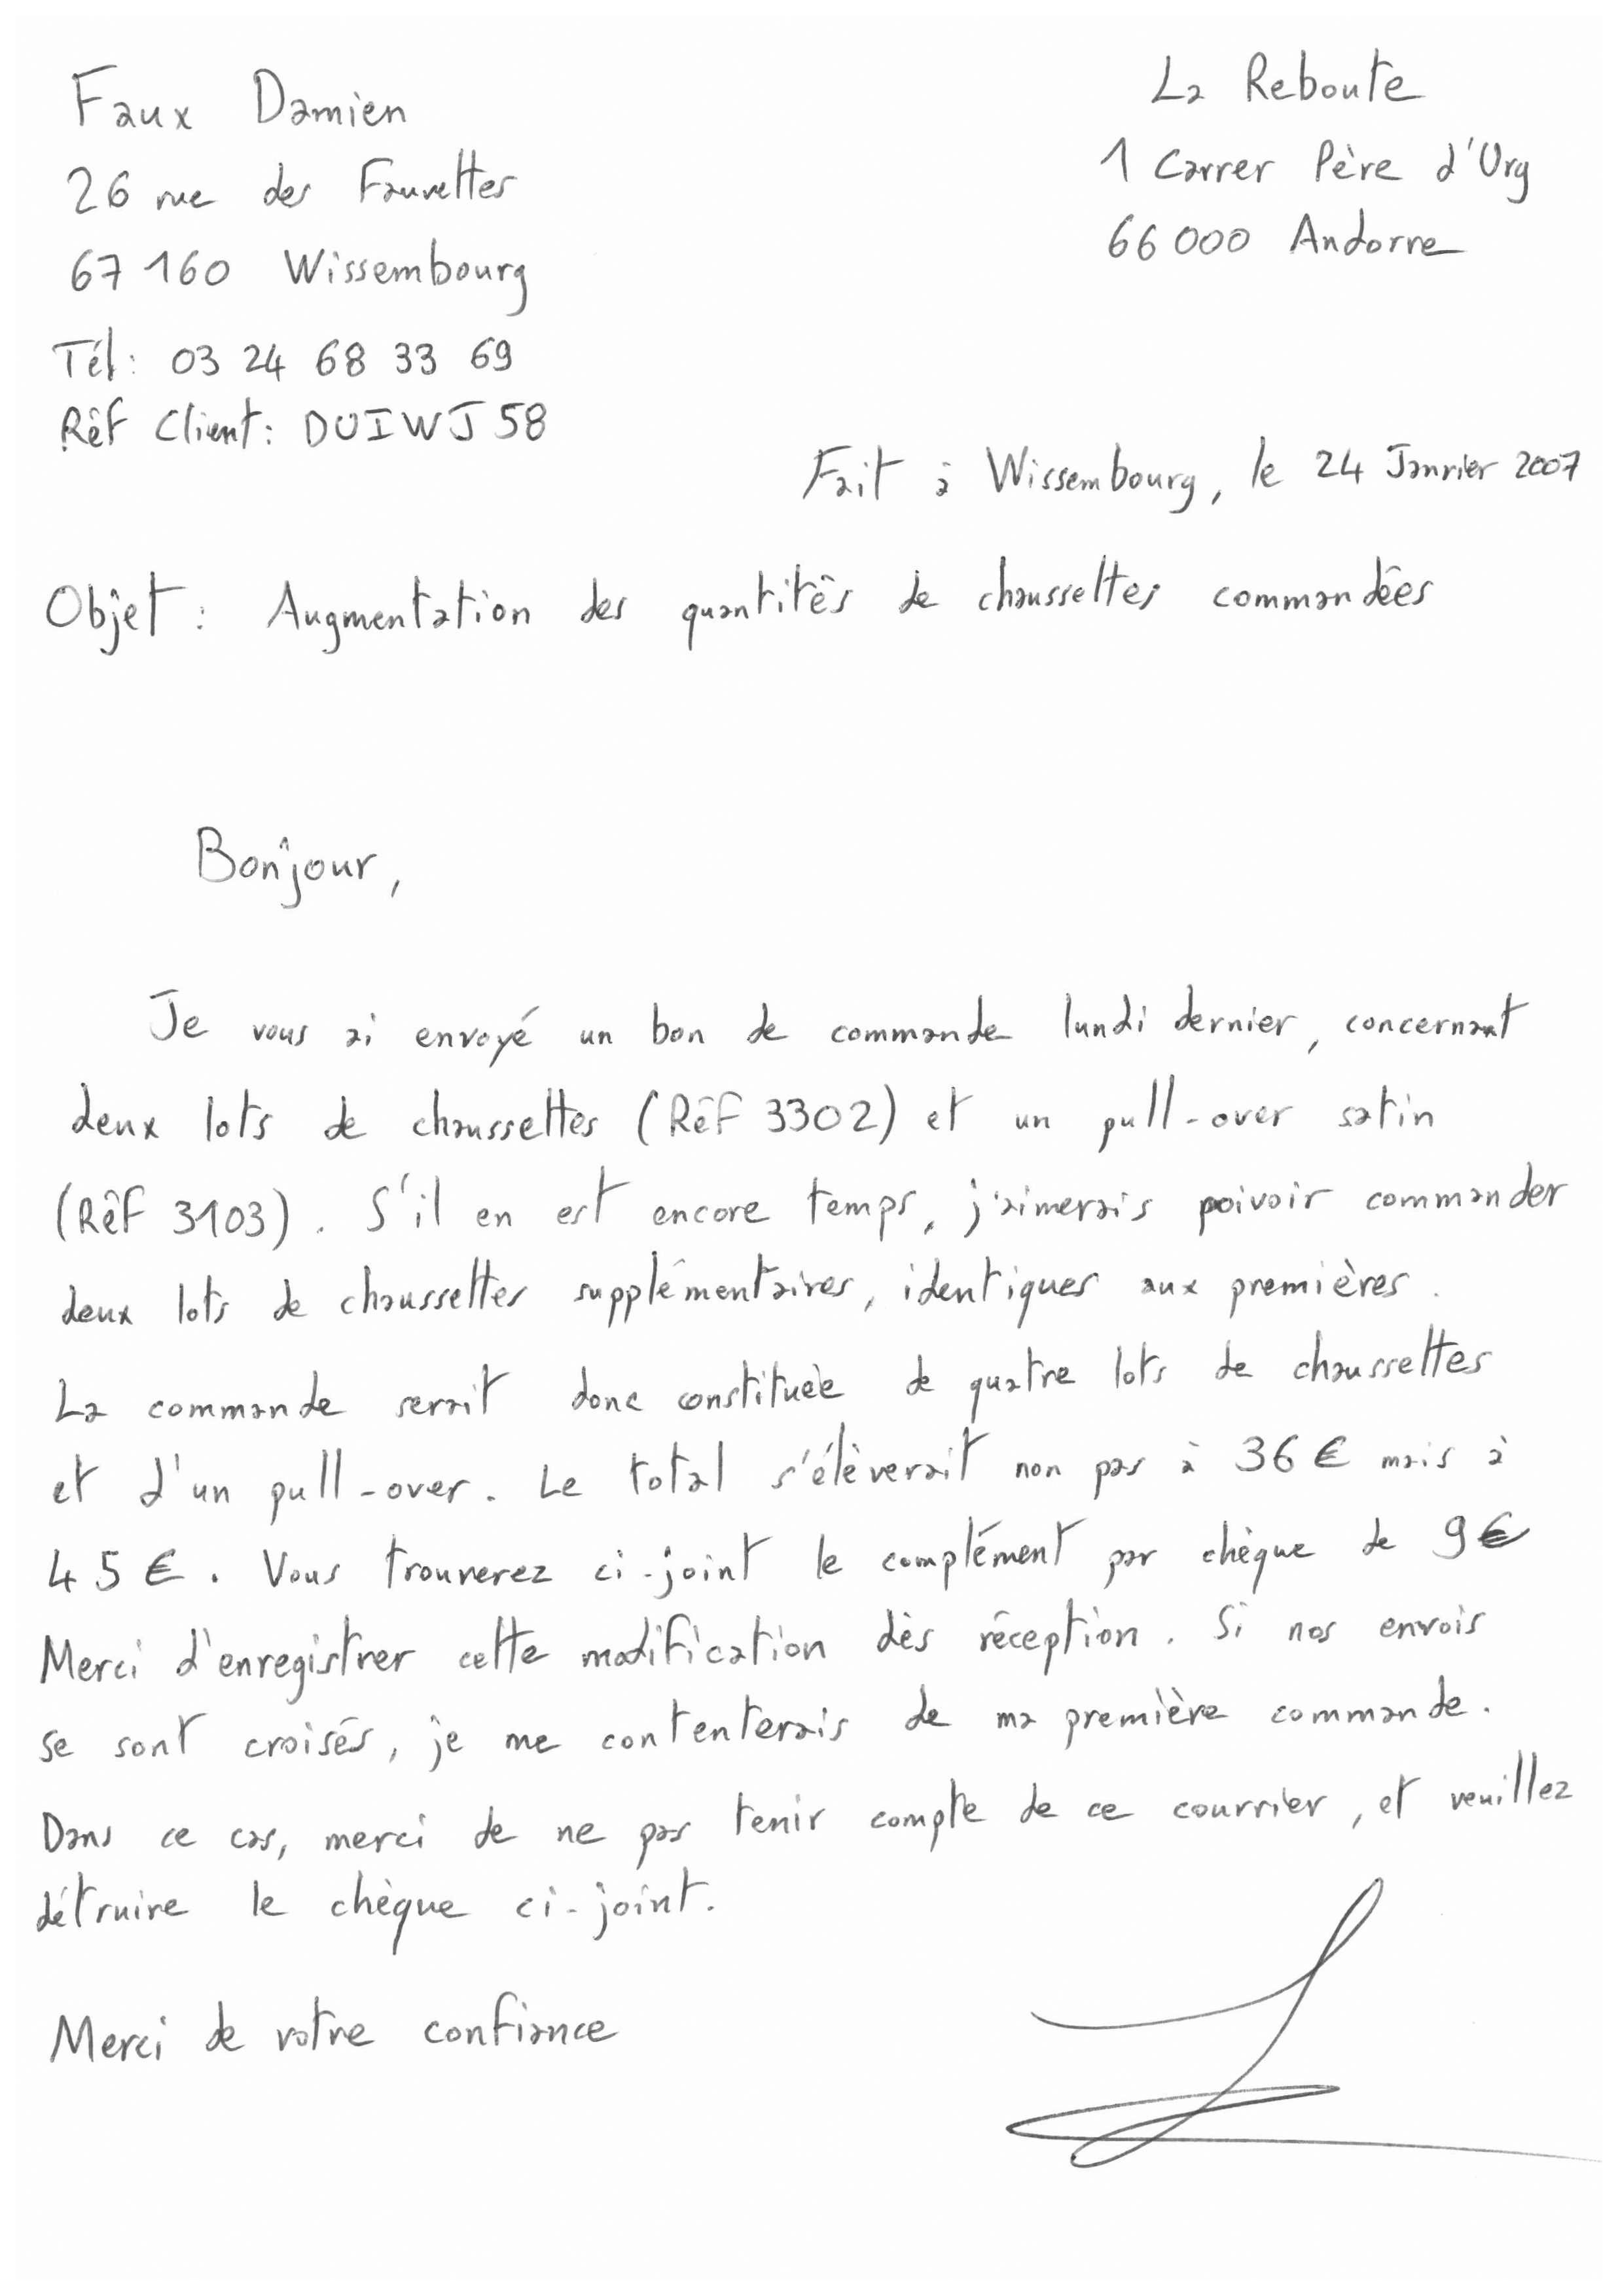 Faux Damien
26 rue des Fauvettes
67 160 Wissembourg
Tél: 03 24 68 33 69
Réf Client: DUIWJ58
La Reboute
1 Carrer Père d'Urg
66 000 Andorre
Fait à Wissembourg, le 24 Janvier 2007
Objet: Augmentation des quantités de chaussettes commandées
Bonjour,
Je vous ai envoyé un bon de commande lundi dernier, concernant
deux lots de chaussettes (Réf 3302) et un pull-over satin
(Réf 3103). S'il en est encore temps, j'aimerais poivoir commander
deux lots de chaussettes supplémentaires, identiques aux premières.
La commande serait donc constituée de quatre lots de chaussettes
et d'un pull-over. Le total s'élèverait non pas à 36 € mais à
45 €. Vous trouverez ci-joint le complément par chèque de 9€
Merci d'enregistrer cette modification dès réception. Si nos envois
se sont croisés, je me contenterais de ma première commande.
Dans ce cas, merci de ne pas tenir compte de ce courrier, et veuillez
détruire le chèque ci-joint.
Merci de votre confiance